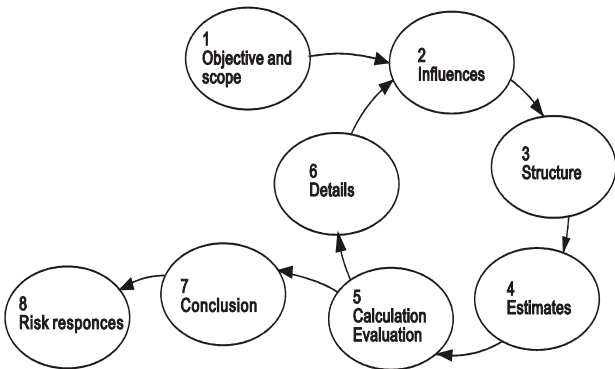 1
Objective and
scope
2
Influences
3
Structure
4
Estimates
5
Calculation
Evaluation
6
Details
7
Conclusion
8
Risk responces